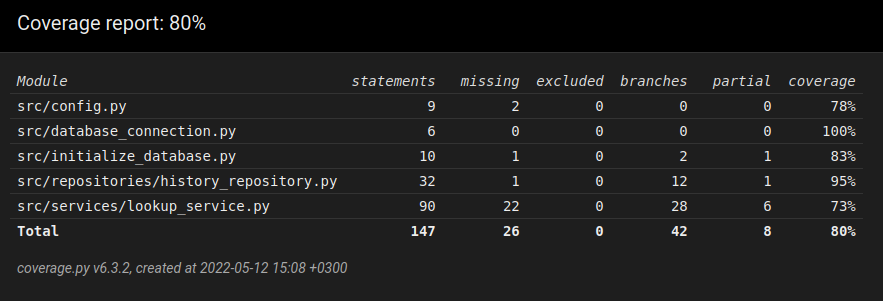 Coverage report: 80%
Module statements missing excluded branches partial coverage
src/config.py 9 2 0 0 0 78%
src/database_connection.py 6 0 0 0 0 100%
src/initialize_database.py 10 1 0 2 1 83%
src/repositories/history_repository.py 32 1 0 12 1 95%
src/services/lookup_service.py 90 22 0 28 6 73%
Total 147 26 0 42 8 80%
coverage.py v6.3.2, created at 2022-05-12 15:08 +0300